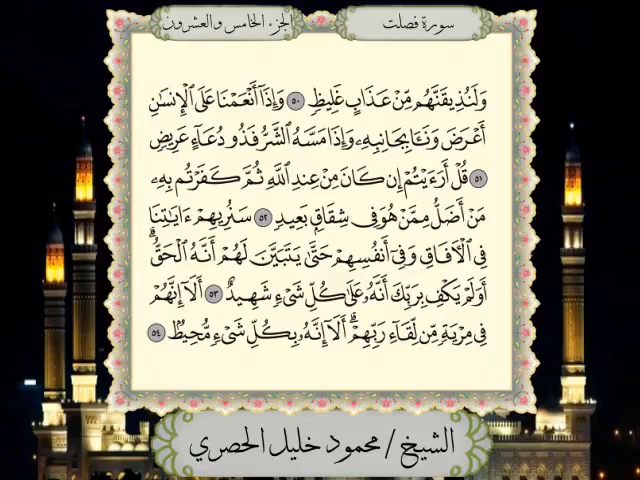 سورة فصلت
الجزء الخامس والعشرون
وَلَنُذِيقَنَّهُم مِّنْ عَذَابٍ غَلِيظٍ ٥٠ وَإِذَآ أَنْعَمْنَا عَلَى ٱلْإِنسَٰنِ
أَعْرَضَ وَنَـَٔا بِجَانِبِهِۦ وَإِذَا مَسَّهُ ٱلشَّرُّ فَذُو دُعَآءٍ عَرِيضٍ
٥١ قُلْ أَرَءَيْتُمْ إِن كَانَ مِنْ عِندِ ٱللَّهِ ثُمَّ كَفَرْتُم بِهِۦ
مَنْ أَضَلُّ مِمَّنْ هُوَ فِى شِقَاقٍۭ بَعِيدٍ ٥٢ سَنُرِيهِمْ ءَايَٰتِنَا
فِى ٱلْءَافَاقِ وَفِىٓ أَنفُسِهِمْ حَتَّىٰ يَتَبَيَّنَ لَهُمْ أَنَّهُ ٱلْحَقُّ ۗ
أَوَلَمْ يَكْفِ بِرَبِّكَ أَنَّهُۥ عَلَىٰ كُلِّ شَىْءٍ شَهِيدٌ ٥٣ أَلَآ إِنَّهُمْ
فِى مِرْيَةٍ مِّن لِّقَآءِ رَبِّهِمْ ۗ أَلَآ إِنَّهُۥ بِكُلِّ شَىْءٍ مُّحِيطٌۢ ٥٤
الشيخ / محمود خليل الحصري